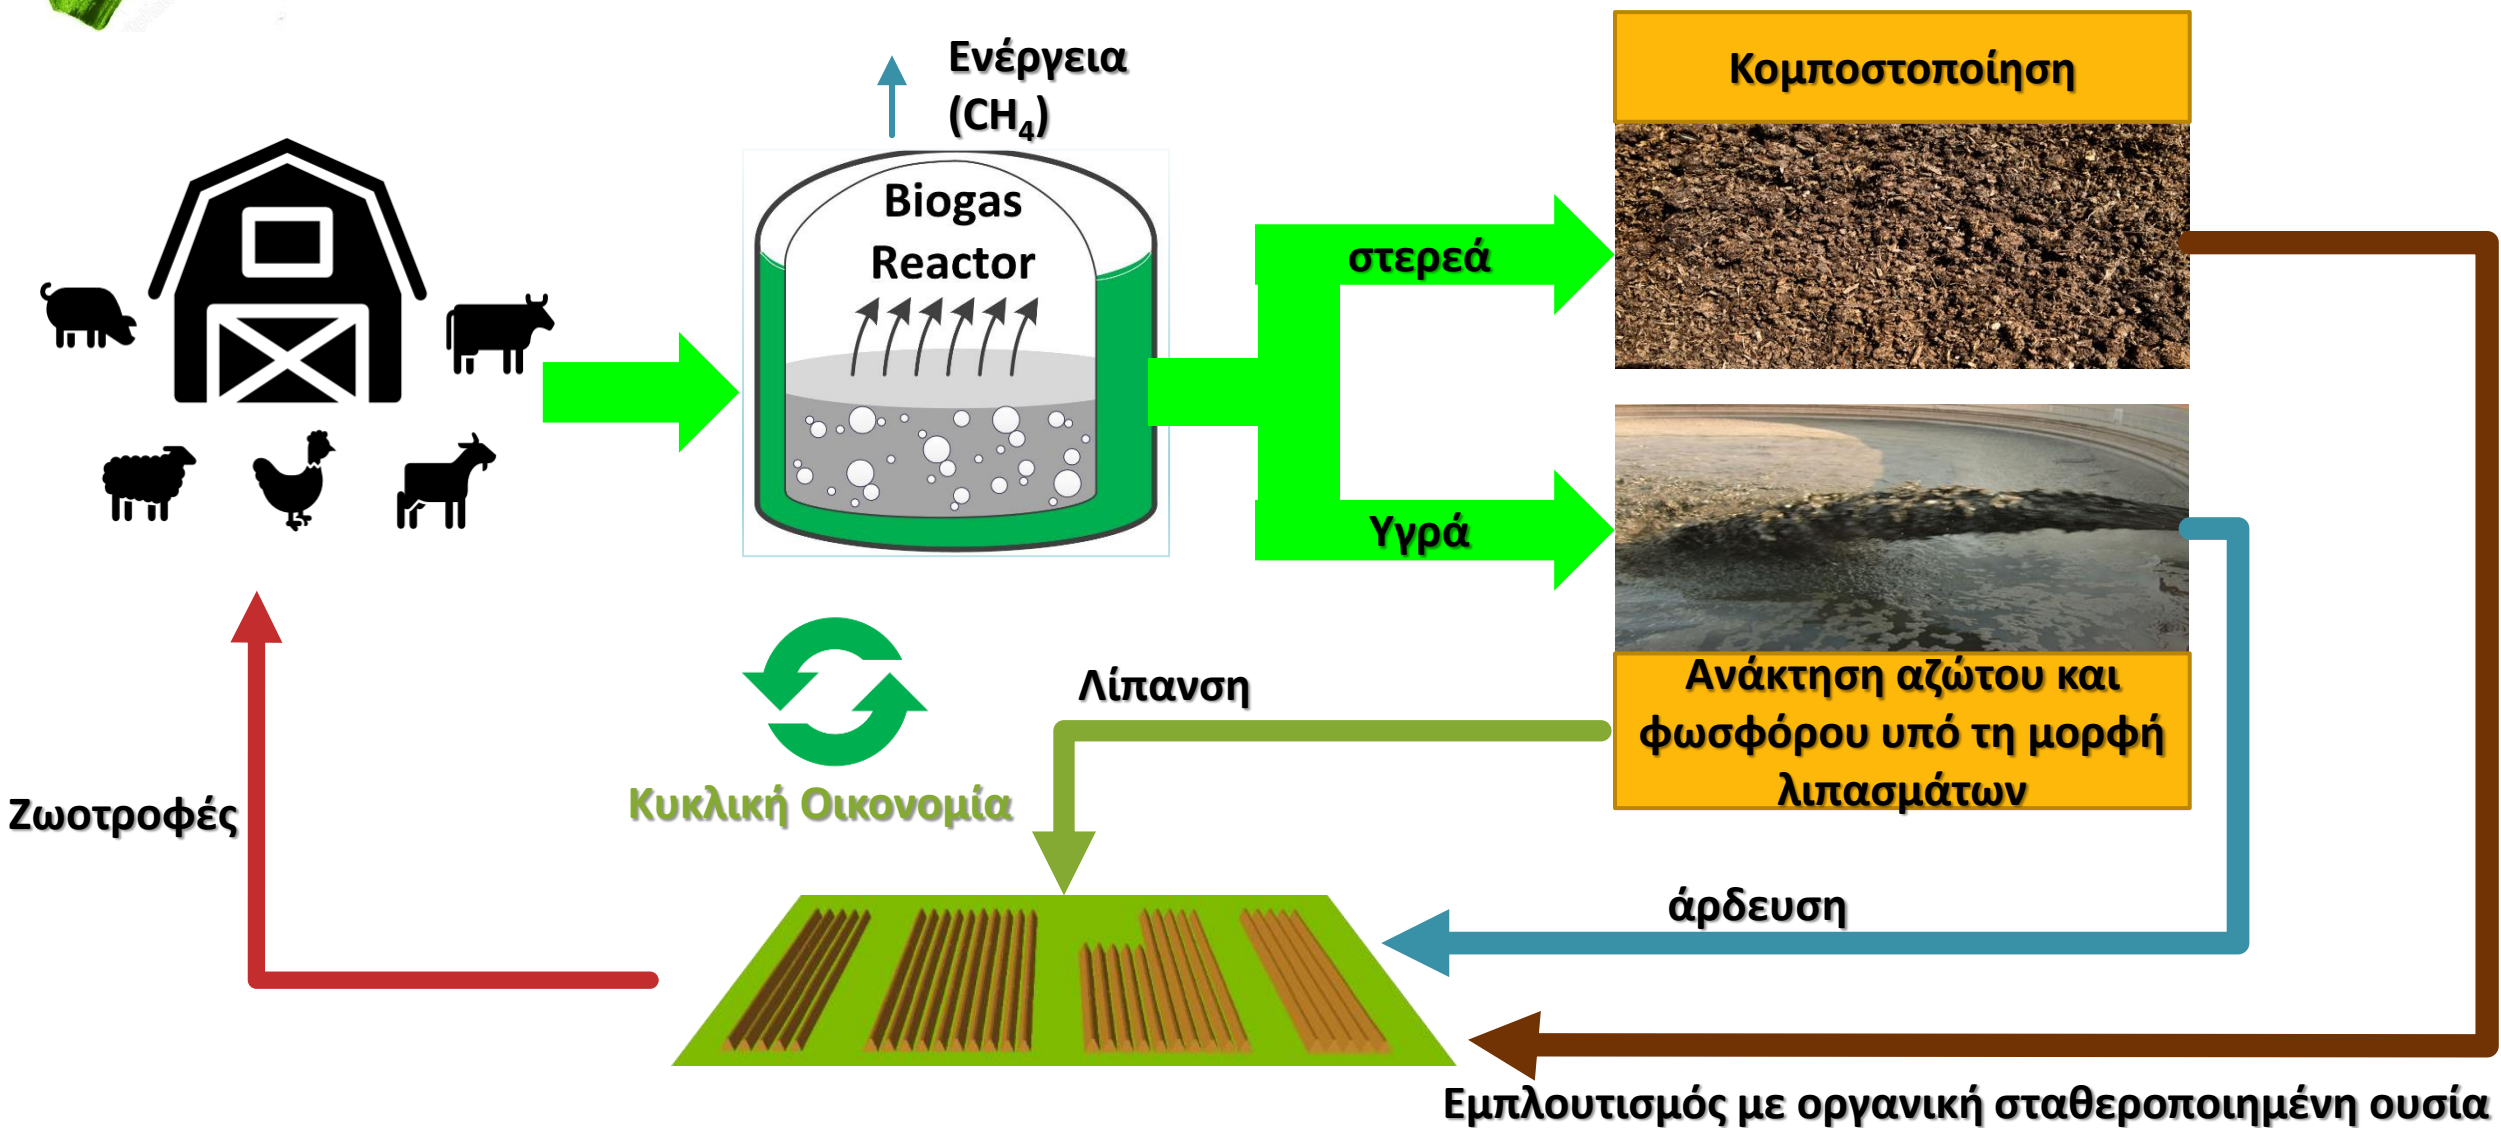 Ενέργεια
(CH₄)
Κομποστοποίηση
Biogas
Reactor
στερεά
Υγρά
Λίπανση
Ανάκτηση αζώτου και
φωσφόρου υπό τη μορφή
λιπασμάτων
Κυκλική Οικονομία
Ζωοτροφές
άρδευση
Εμπλουτισμός με οργανική σταθεροποιημένη ουσία